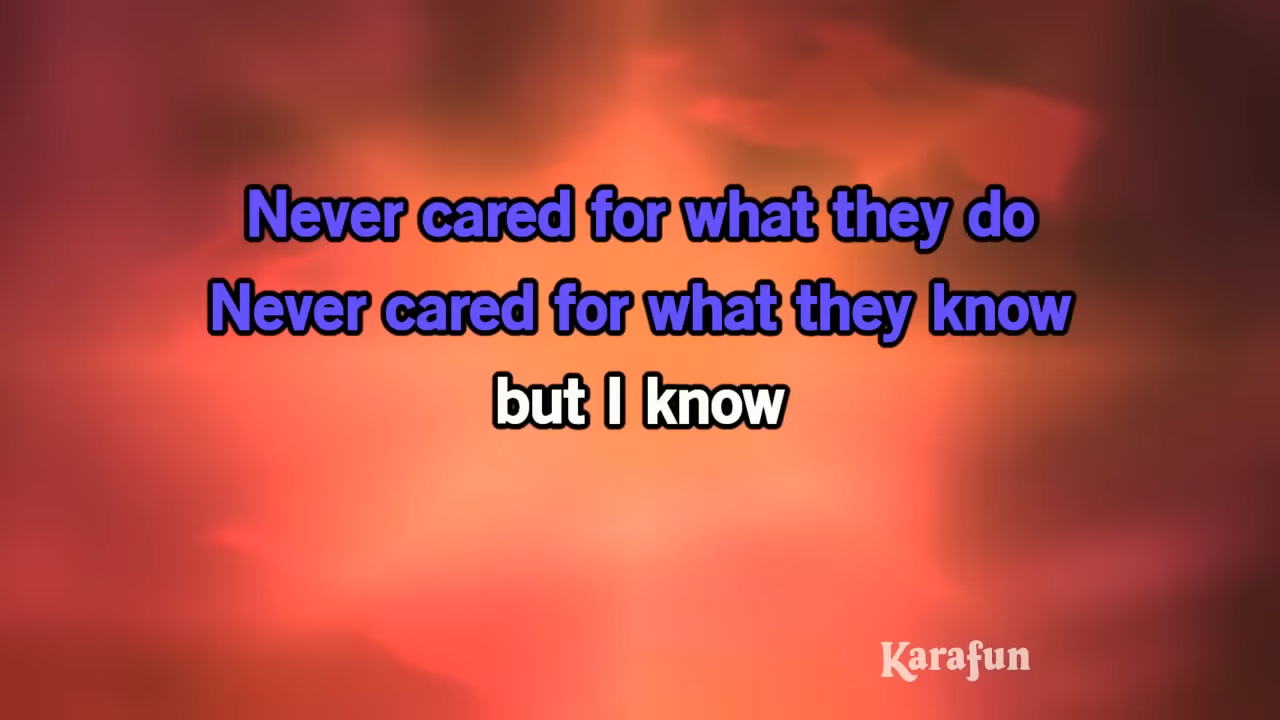 Never cared for what they do
Never cared for what they know
but I know
Karafun